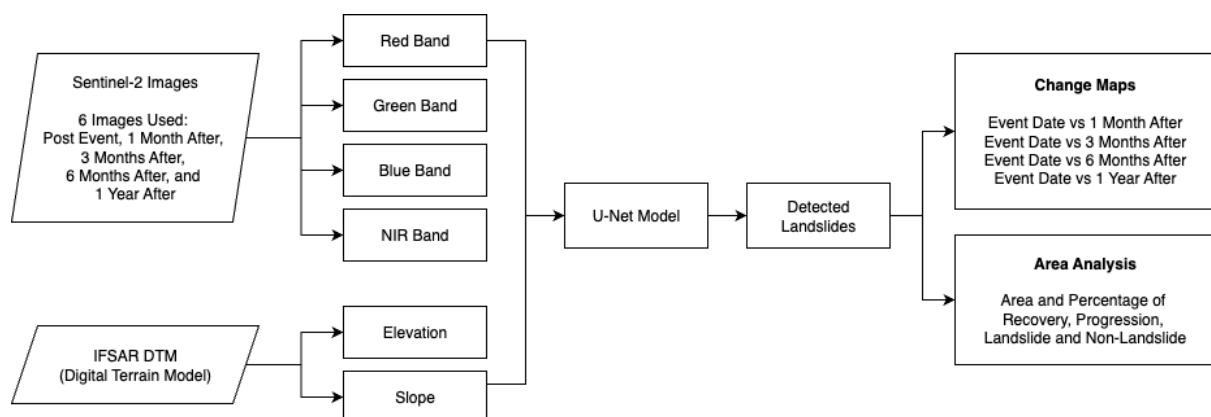 Sentinel-2 Images
6 Images Used:
Post Event, 1 Month After,
3 Months After,
6 Months After, and
1 Year After
IFSAR DTM
(Digital Terrain Model)
Red Band
Green Band
Blue Band
NIR Band
Elevation
Slope
U-Net Model
Detected
Landslides
Change Maps
Event Date vs 1 Month After
Event Date vs 3 Months After
Event Date vs 6 Months After
Event Date vs 1 Year After
Area Analysis
Area and Percentage of
Recovery, Progression,
Landslide and Non-Landslide